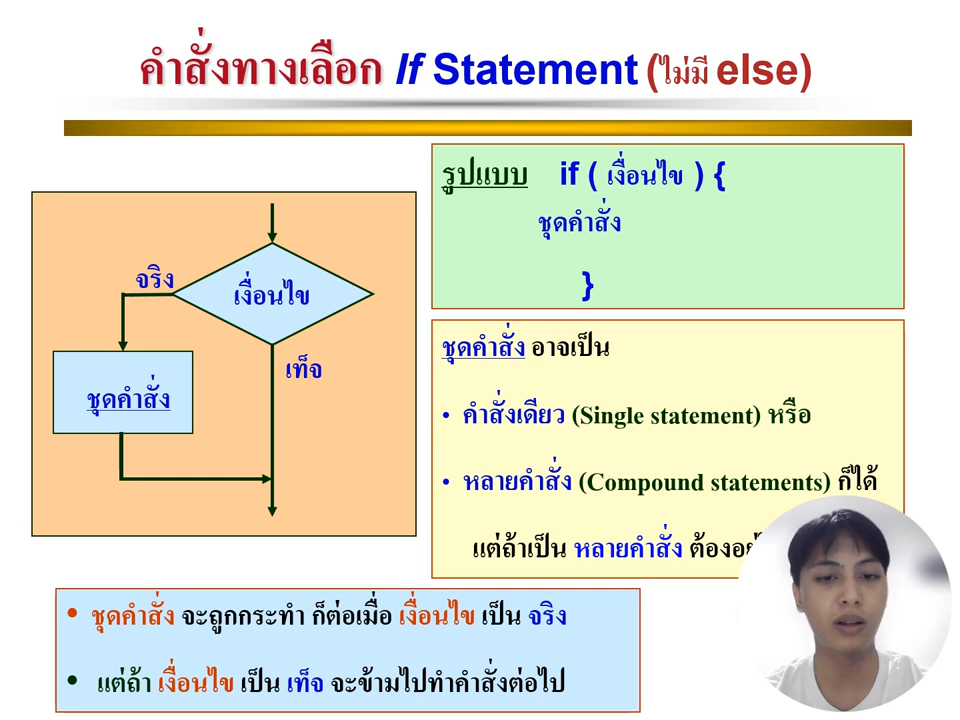 คำสั่งทางเลือก If Statement (ไม่มี else)
รูปแบบ if ( เงื่อนไข ) {
ชุดคำสั่ง
}
จริง
เงื่อนไข
เท็จ
ชุดคำสั่ง
ชุดคำสั่ง อาจเป็น
• คำสั่งเดียว (Single statement) หรือ
• หลายคำสั่ง (Compound statements) ก็ได้
แต่ถ้าเป็น หลายคำสั่ง ต้อง
• ชุดคำสั่ง จะถูกกระทำ ก็ต่อเมื่อ เงื่อนไข เป็น จริง
• แต่ถ้า เงื่อนไข เป็น เท็จ จะข้ามไปทำคำสั่งต่อไป